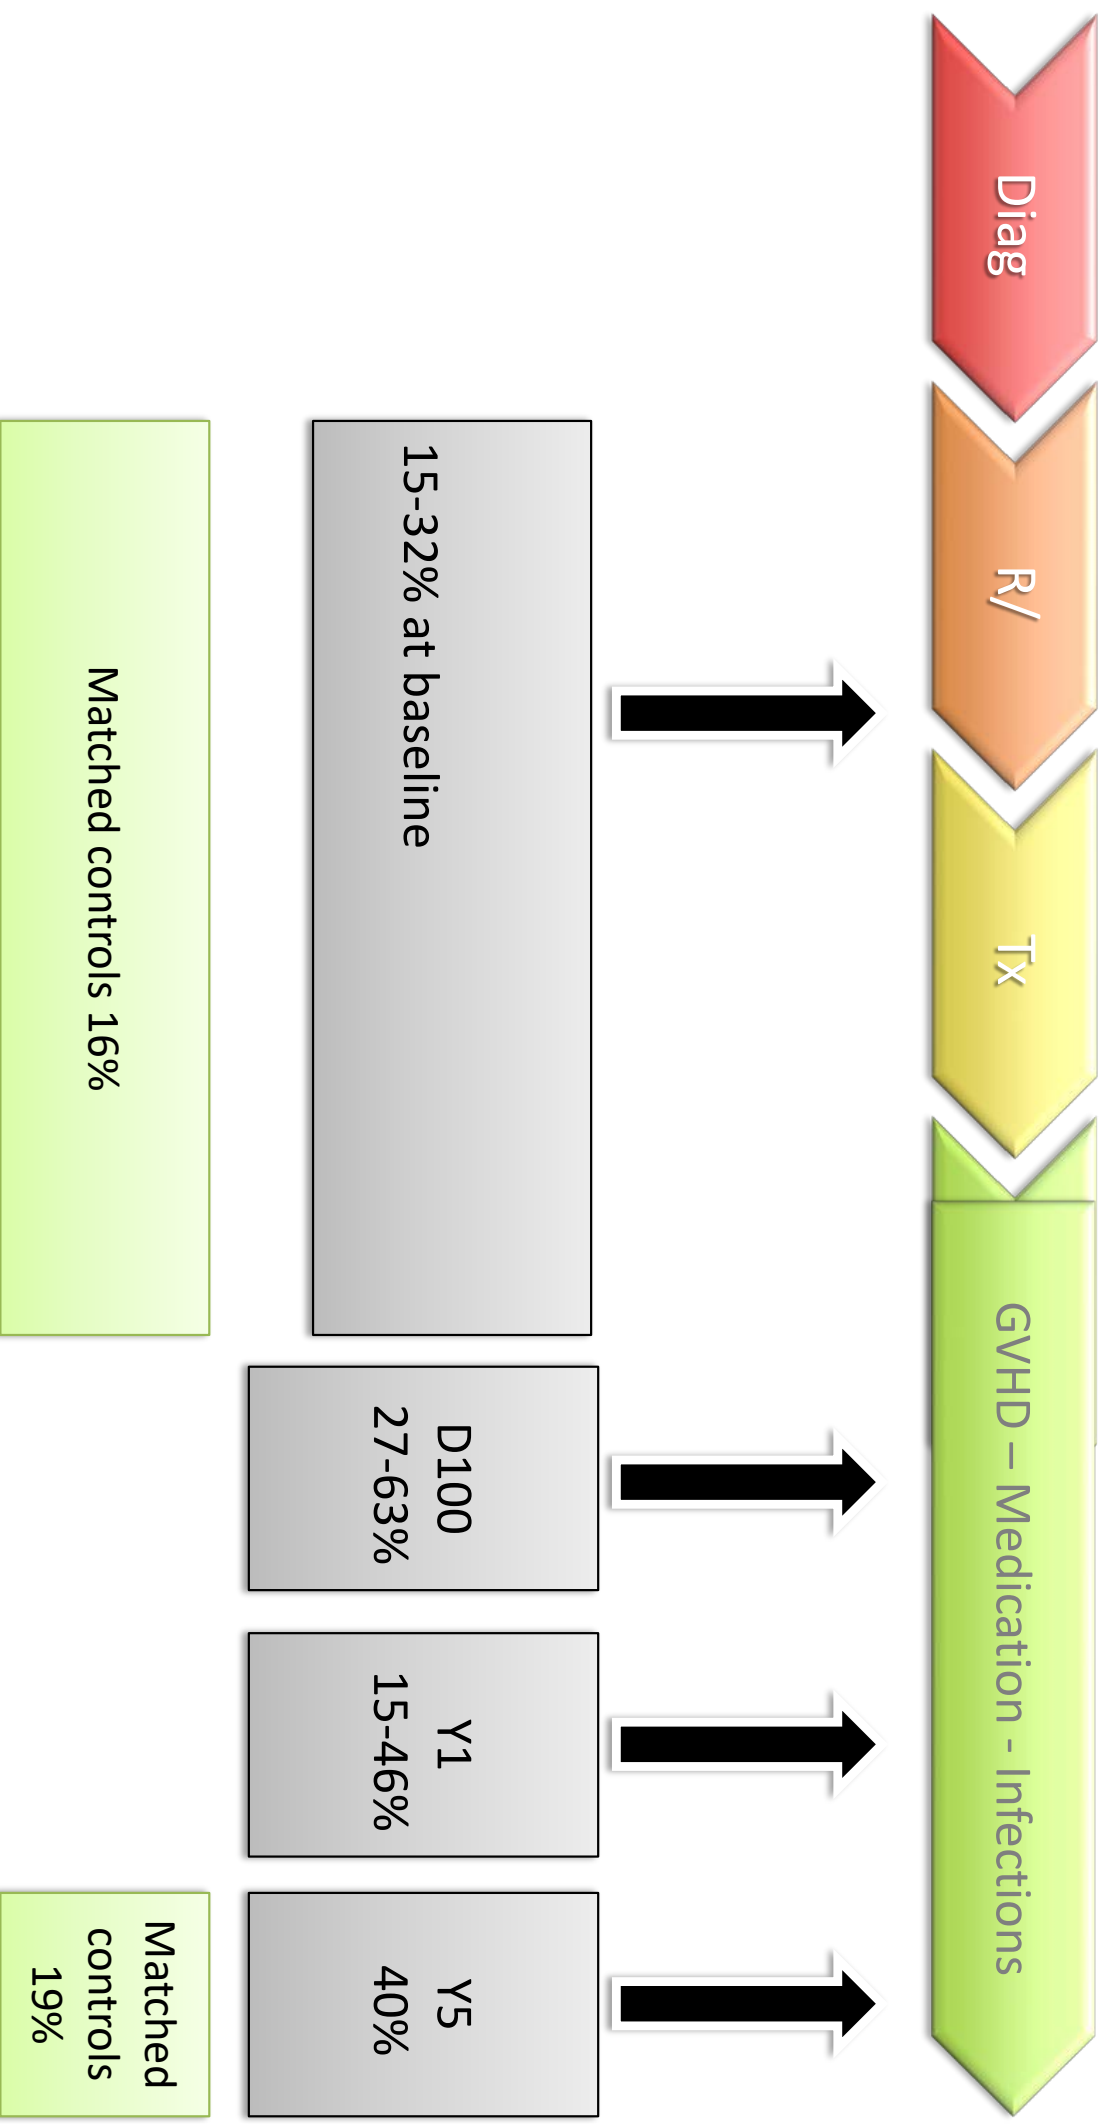 Diag
R/
Tx
GVHD – Medication - Infections
15-32% at baseline
D100
27-63%
Y1
15-46%
Y5
40%
Matched controls 16%
Matched
controls
19%